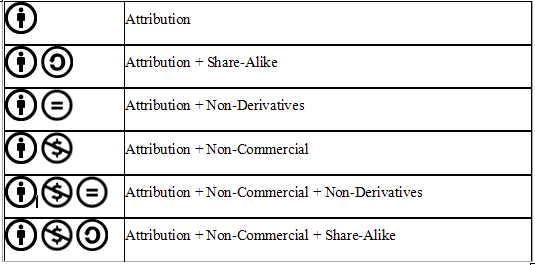 Attribution
Attribution + Share-Alike
Attribution + Non-Derivatives
Attribution + Non-Commercial
Attribution + Non-Commercial + Non-Derivatives
Attribution + Non-Commercial + Share-Alike